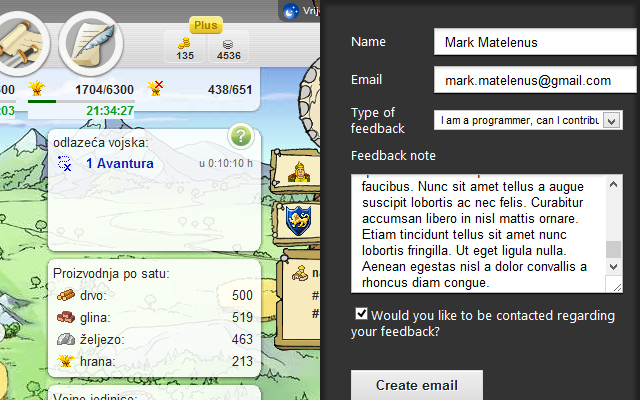 Vrij
Plus
135
4536
500
1704/6300
438/651
:03
21:34:27
odlazeća vojska:
?
1 Avantura
u 0:10:10 h
Proizvodnja po satu:
drvo: 500
glina: 519
željezo: 463
hrana: 213
Vojne jedinice:
na
#
#
Name
Mark Matelenus
Email
mark.matelenus@gmail.com
Type of
feedback
I am a programmer, can I contribu
Feedback note
faucibus. Nunc sit amet tellus a augue
suscipit lobortis ac nec felis. Curabitur
accumsan libero in nisl mattis ornare.
Etiam tincidunt tellus sit amet nunc
lobortis fringilla. Ut eget ligula nulla.
Aenean egestas nisl a dolor convallis a
rhoncus diam congue.
Would you like to be contacted regarding
your feedback?
Create email